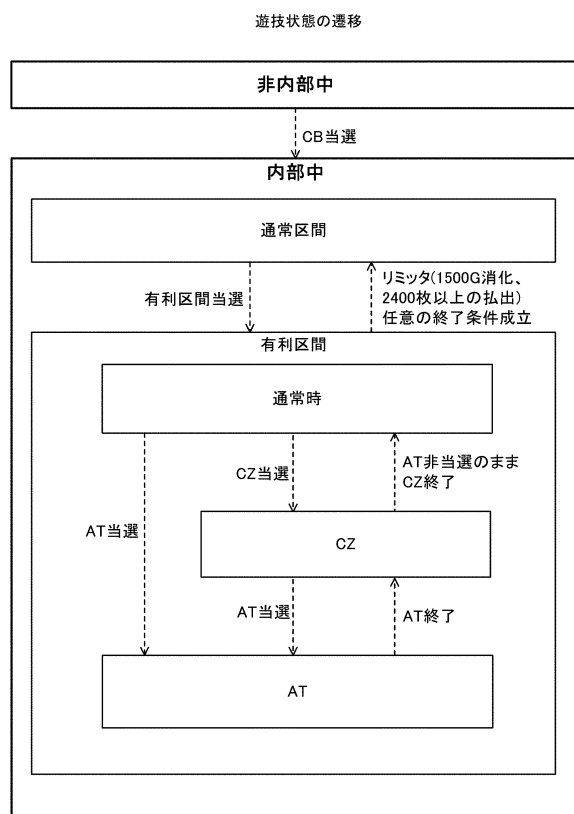 遊技状態の遷移
非内部中
CB当選
内部中
通常区間
有利区間当選
リミッタ(1500G消化、
2400枚以上の払出)
任意の終了条件成立
有利区間
通常時
AT当選
CZ当選
AT非当選のまま
CZ終了
CZ
AT当選
AT終了
AT